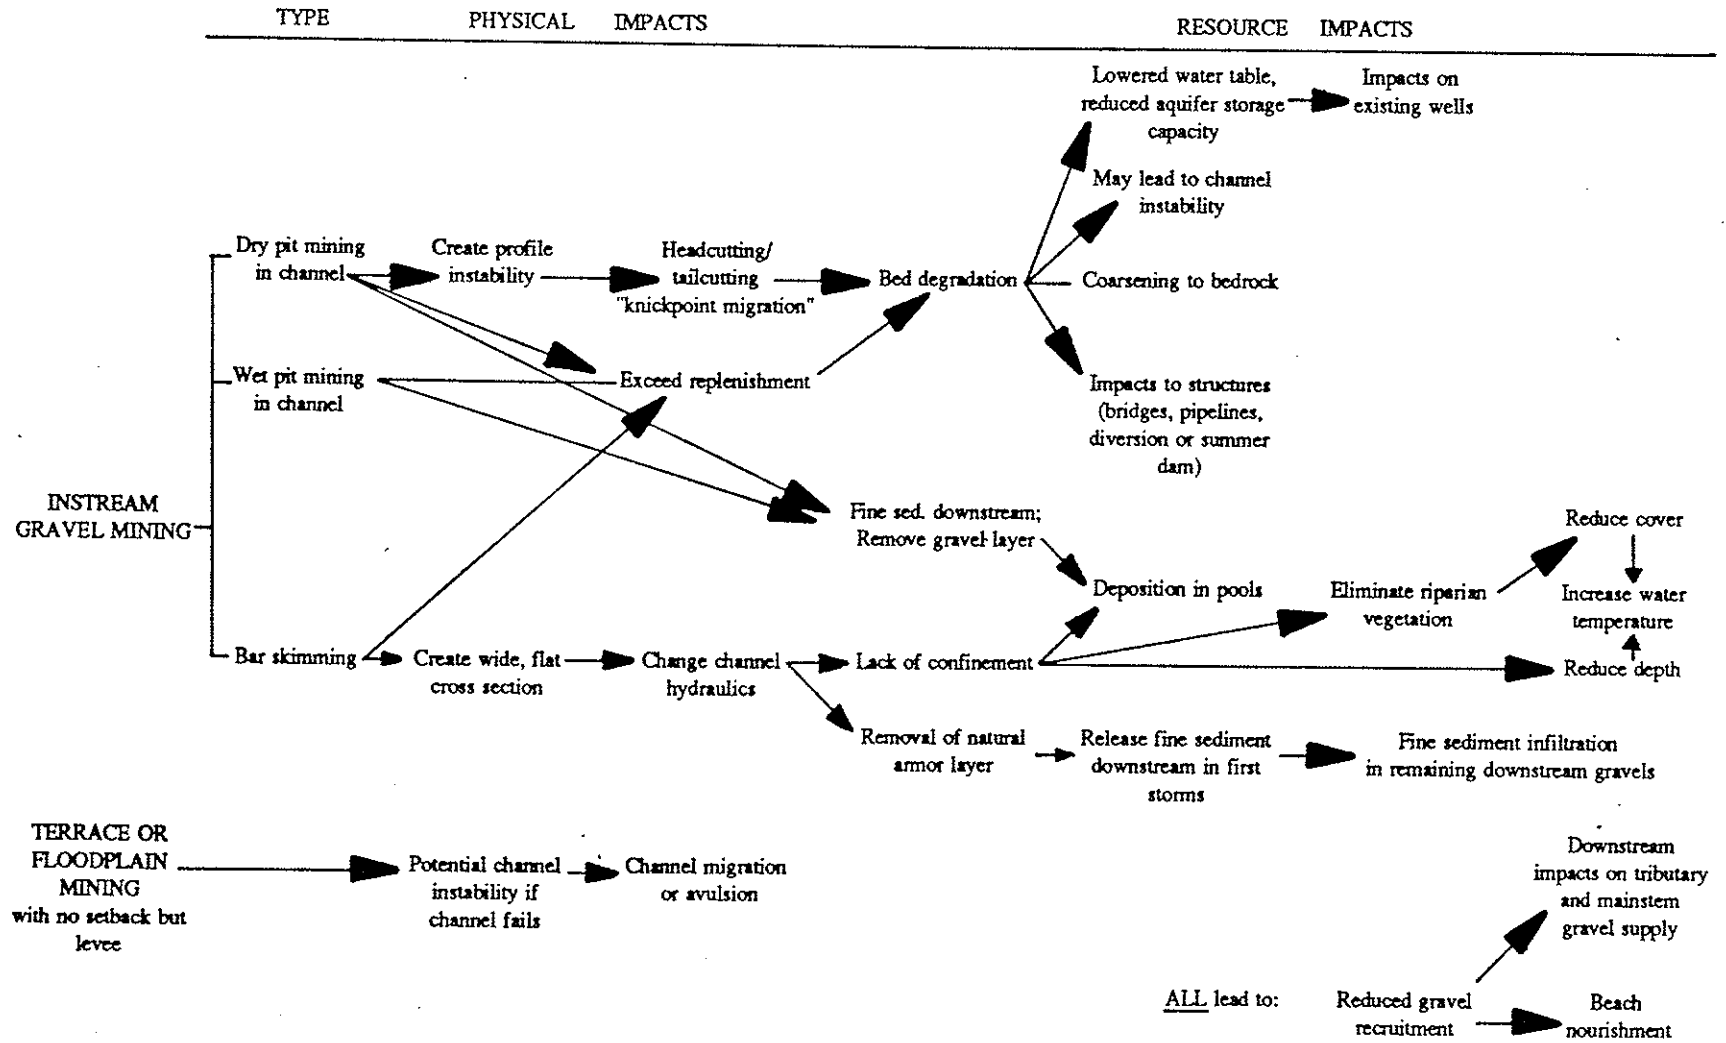 TYPE PHYSICAL IMPACTS RESOURCE IMPACTS
Lowered water table,
reduced aquifer storage
capacity
Impacts on
existing wells
May lead to channel
instability
Dry pit mining
in channel
Create profile
instability
Headcutting/
tailcutting
"knickpoint migration"
Bed degradation
Coarsening to bedrock
Wet pit mining
in channel
Exceed replenishment
Impacts to structures
(bridges, pipelines,
diversion or summer
dam)
INSTREAM
GRAVEL MINING
Fine sed. downstream;
Remove gravel layer
Reduce cover
Deposition in pools
Eliminate riparian
vegetation
Increase water
temperature
Bar skimming
Create wide, flat
cross section
Change channel
hydraulics
Lack of confinement
Reduce depth
Removal of natural
armor layer
Release fine sediment
downstream in first
storms
Fine sediment infiltration
in remaining downstream gravels
TERRACE OR
FLOODPLAIN
MINING
with no setback but
levee
Potential channel
instability if
channel fails
Channel migration
or avulsion
Downstream
impacts on tributary
and mainstem
gravel supply
ALL lead to:
Reduced gravel
recruitment
Beach
nourishment